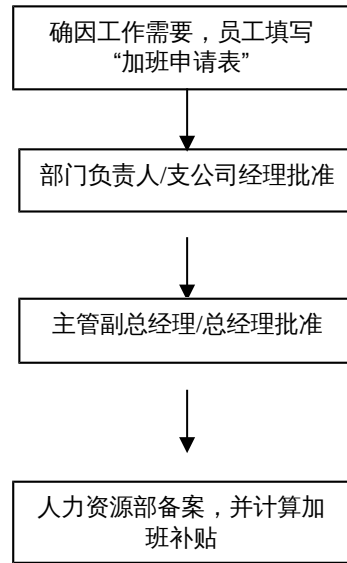 确因工作需要，员工填写
“加班申请表”
部门负责人/支公司经理批准
主管副总经理/总经理批准
人力资源部备案，并计算加
班补贴